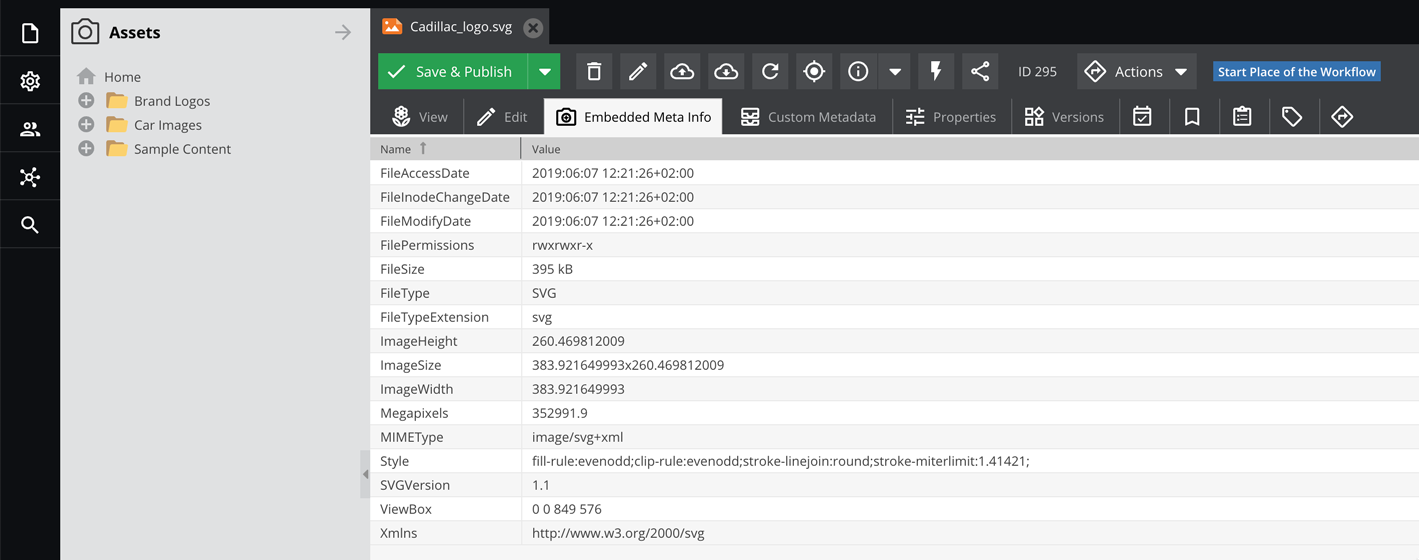 Assets
Home
Brand Logos
Car Images
Sample Content
Cadillac_logo.svg
Save & Publish
ID 295
Actions
Start Place of the Workflow
View
Edit
Embedded Meta Info
Custom Metadata
Properties
Versions
Name Value
FileAccessDate 2019:06:07 12:21:26+02:00
FileInodeChangeDate 2019:06:07 12:21:26+02:00
FileModifyDate 2019:06:07 12:21:26+02:00
FilePermissions rwxrwxr-x
FileSize 395 kB
FileType SVG
FileTypeExtension svg
ImageHeight 260.469812009
ImageSize 383.921649993x260.469812009
ImageWidth 383.921649993
Megapixels 352991.9
MIMEType image/svg+xml
Style fill-rule:evenodd;clip-rule:evenodd;stroke-linejoin:round;stroke-miterlimit:1.41421;
SVGVersion 1.1
ViewBox 0 0 849 576
Xmlns http://www.w3.org/2000/svg